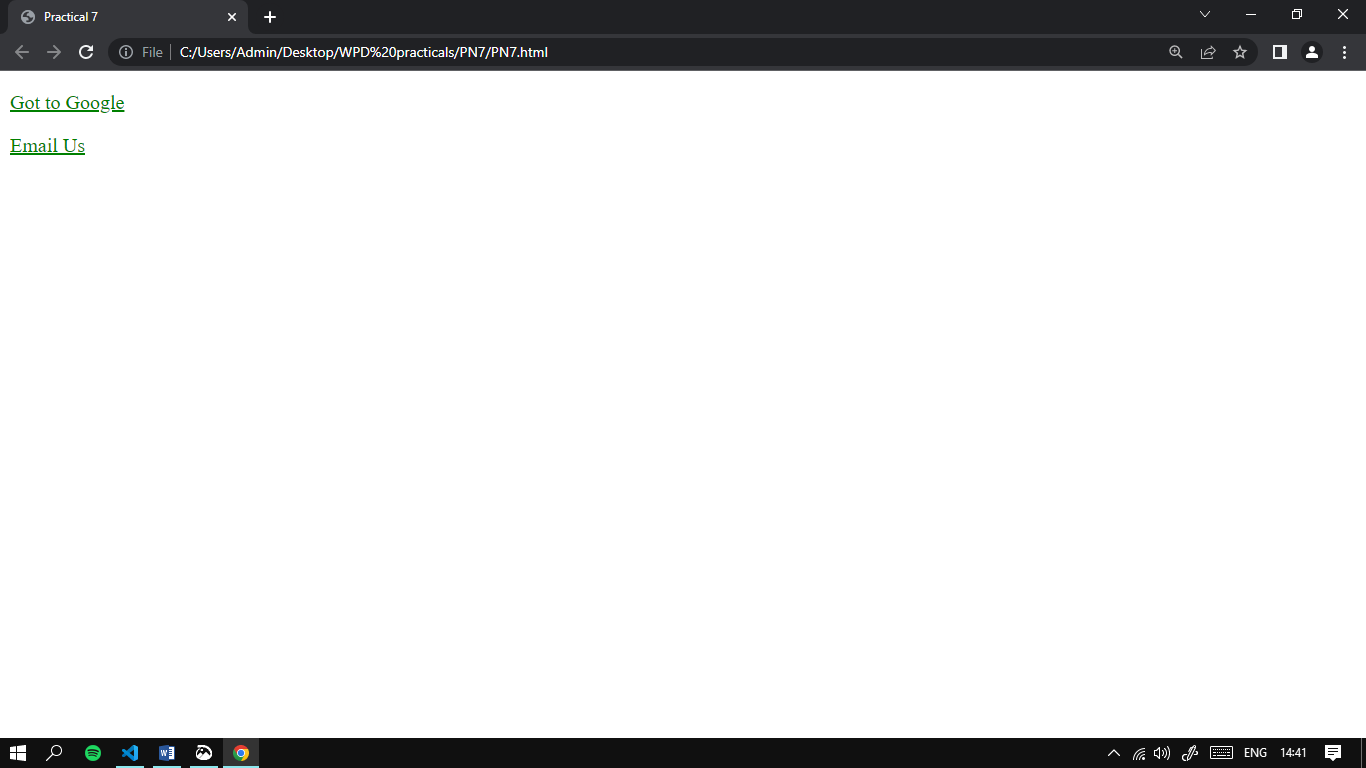 Practical 7
File C:/Users/Admin/Desktop/WPD%20practicals/PN7/PN7.html
Got to Google
Email Us
ENG 14:41